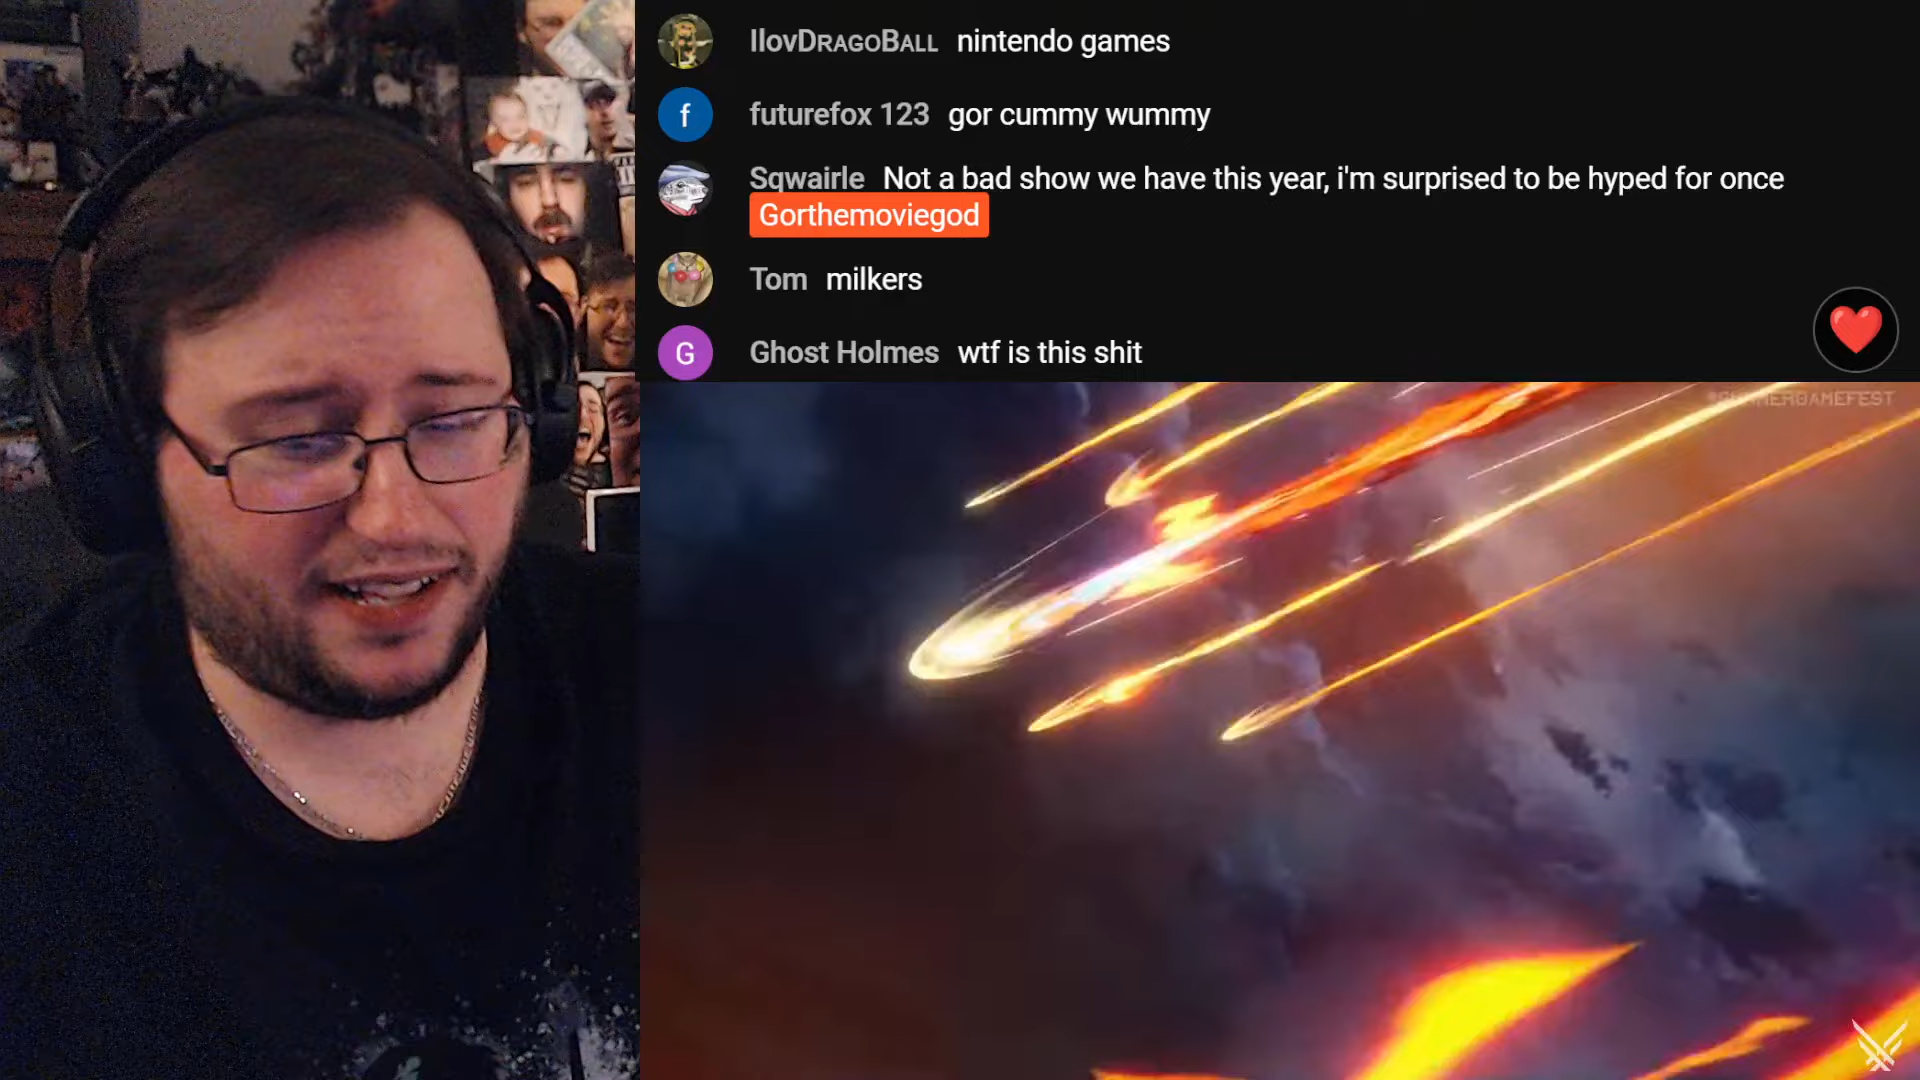 IlovDRAGOBALL nintendo games
futurefox 123 gor cummy wummy
Sqwairle Not a bad show we have this year, i'm surprised to be hyped for once
Gorthemoviegod
Tom milkers
G Ghost Holmes wtf is this shit
#SUMMERGAMEFEST